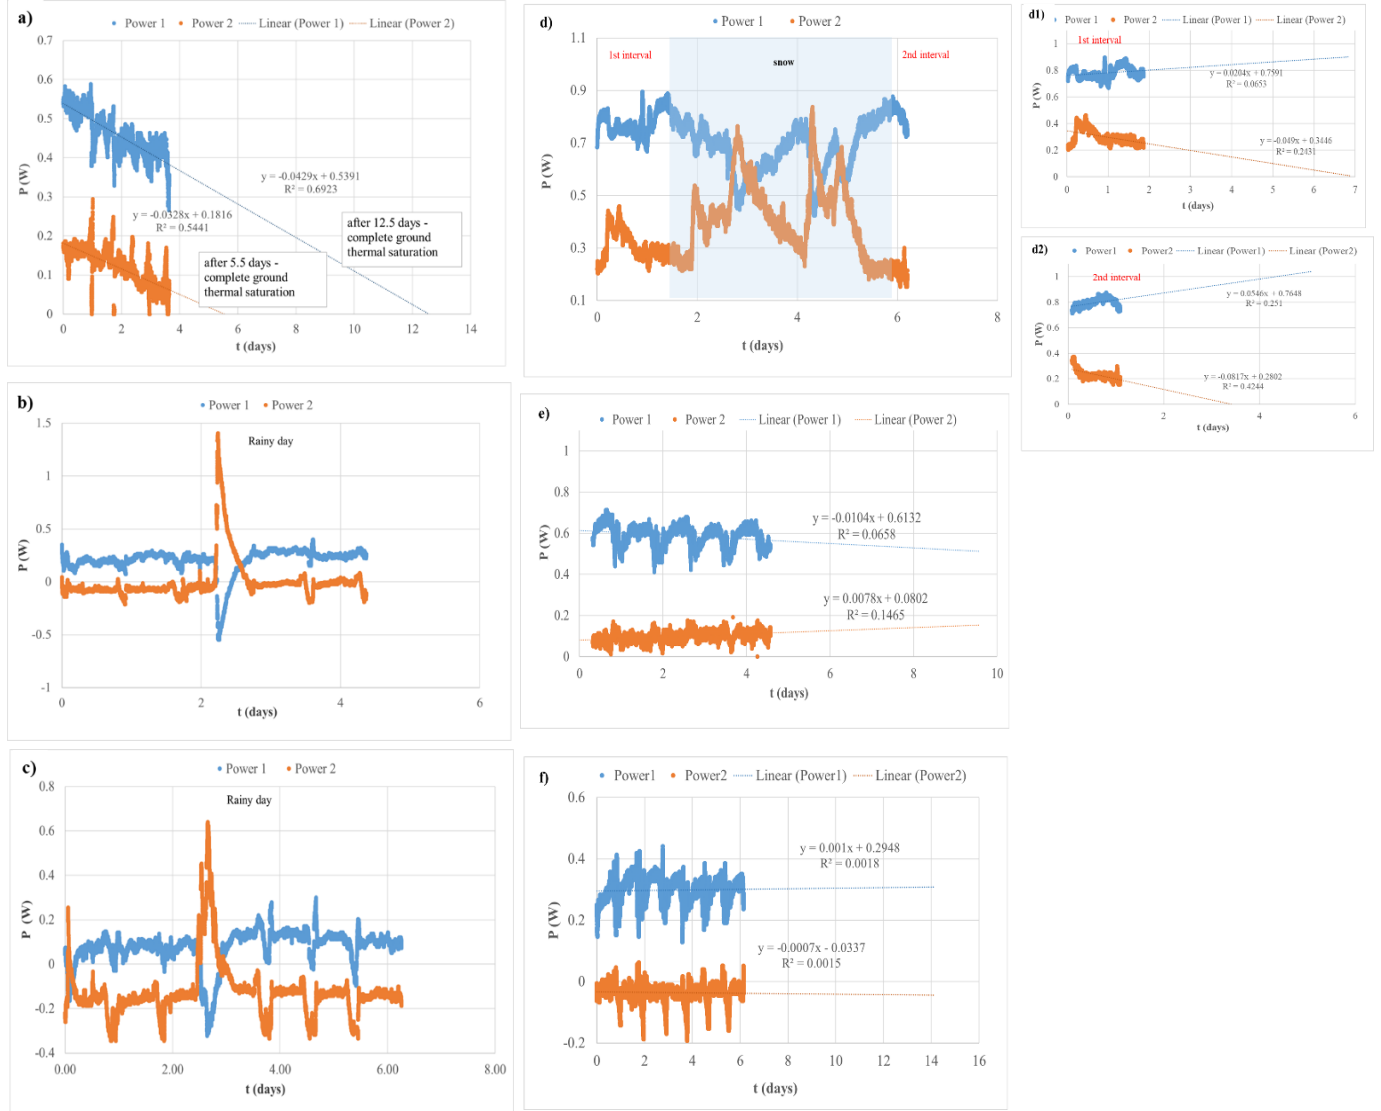 a)
Power 1 Power 2 Linear (Power 1) Linear (Power 2)
0.7
0.6
0.5
0.4
0.3
0.2
0.1
0
P (W)
y = -0.0429x + 0.5391
R² = 0.6923
y = -0.0328x + 0.1816
R² = 0.5441
after 12.5 days -
complete ground
thermal saturation
after 5.5 days -
complete ground
thermal saturation
0 2 4 6 8 10 12 14
t (days)
b)
Power 1 Power 2
Rainy day
1.5
1
0.5
0
-0.5
-1
P (W)
0 2 4 6
t (days)
c)
Power 1 Power 2
Rainy day
0.8
0.6
0.4
0.2
0
-0.2
-0.4
P (W)
0.00 2.00 4.00 6.00 8.00
t (days)
d)
Power 1 Power 2
1.1
0.9
0.7
0.5
0.3
0.1
P (W)
1st interval snow 2nd interval
0 2 4 6 8
t (days)
e)
Power 1 Power 2 Linear (Power 1) Linear (Power 2)
1
0.8
0.6
0.4
0.2
0
P (W)
y = -0.0104x + 0.6132
R² = 0.0658
y = 0.0078x + 0.0802
R² = 0.1465
0 2 4 6 8 10
t (days)
f)
Power1 Power2 Linear (Power1) Linear (Power2)
0.6
0.4
0.2
0
-0.2
P (W)
y = 0.001x + 0.2948
R² = 0.0018
y = -0.0007x - 0.0337
R² = 0.0015
0 2 4 6 8 10 12 14 16
t (days)
d1)
Power 1 Power 2 Linear (Power 1) Linear (Power 2)
1st interval
1
0.8
0.6
0.4
0.2
0
P (W)
y = 0.0204x + 0.7591
R² = 0.0653
y = -0.049x + 0.3446
R² = 0.2431
0 1 2 3 4 5 6 7
t (days)
d2)
Power1 Power2 Linear (Power1) Linear (Power2)
2nd interval
1
0.8
0.6
0.4
0.2
0
P (W)
y = 0.0546x + 0.7648
R² = 0.251
y = -0.0817x + 0.2802
R² = 0.4244
0 2 4 6
t (days)